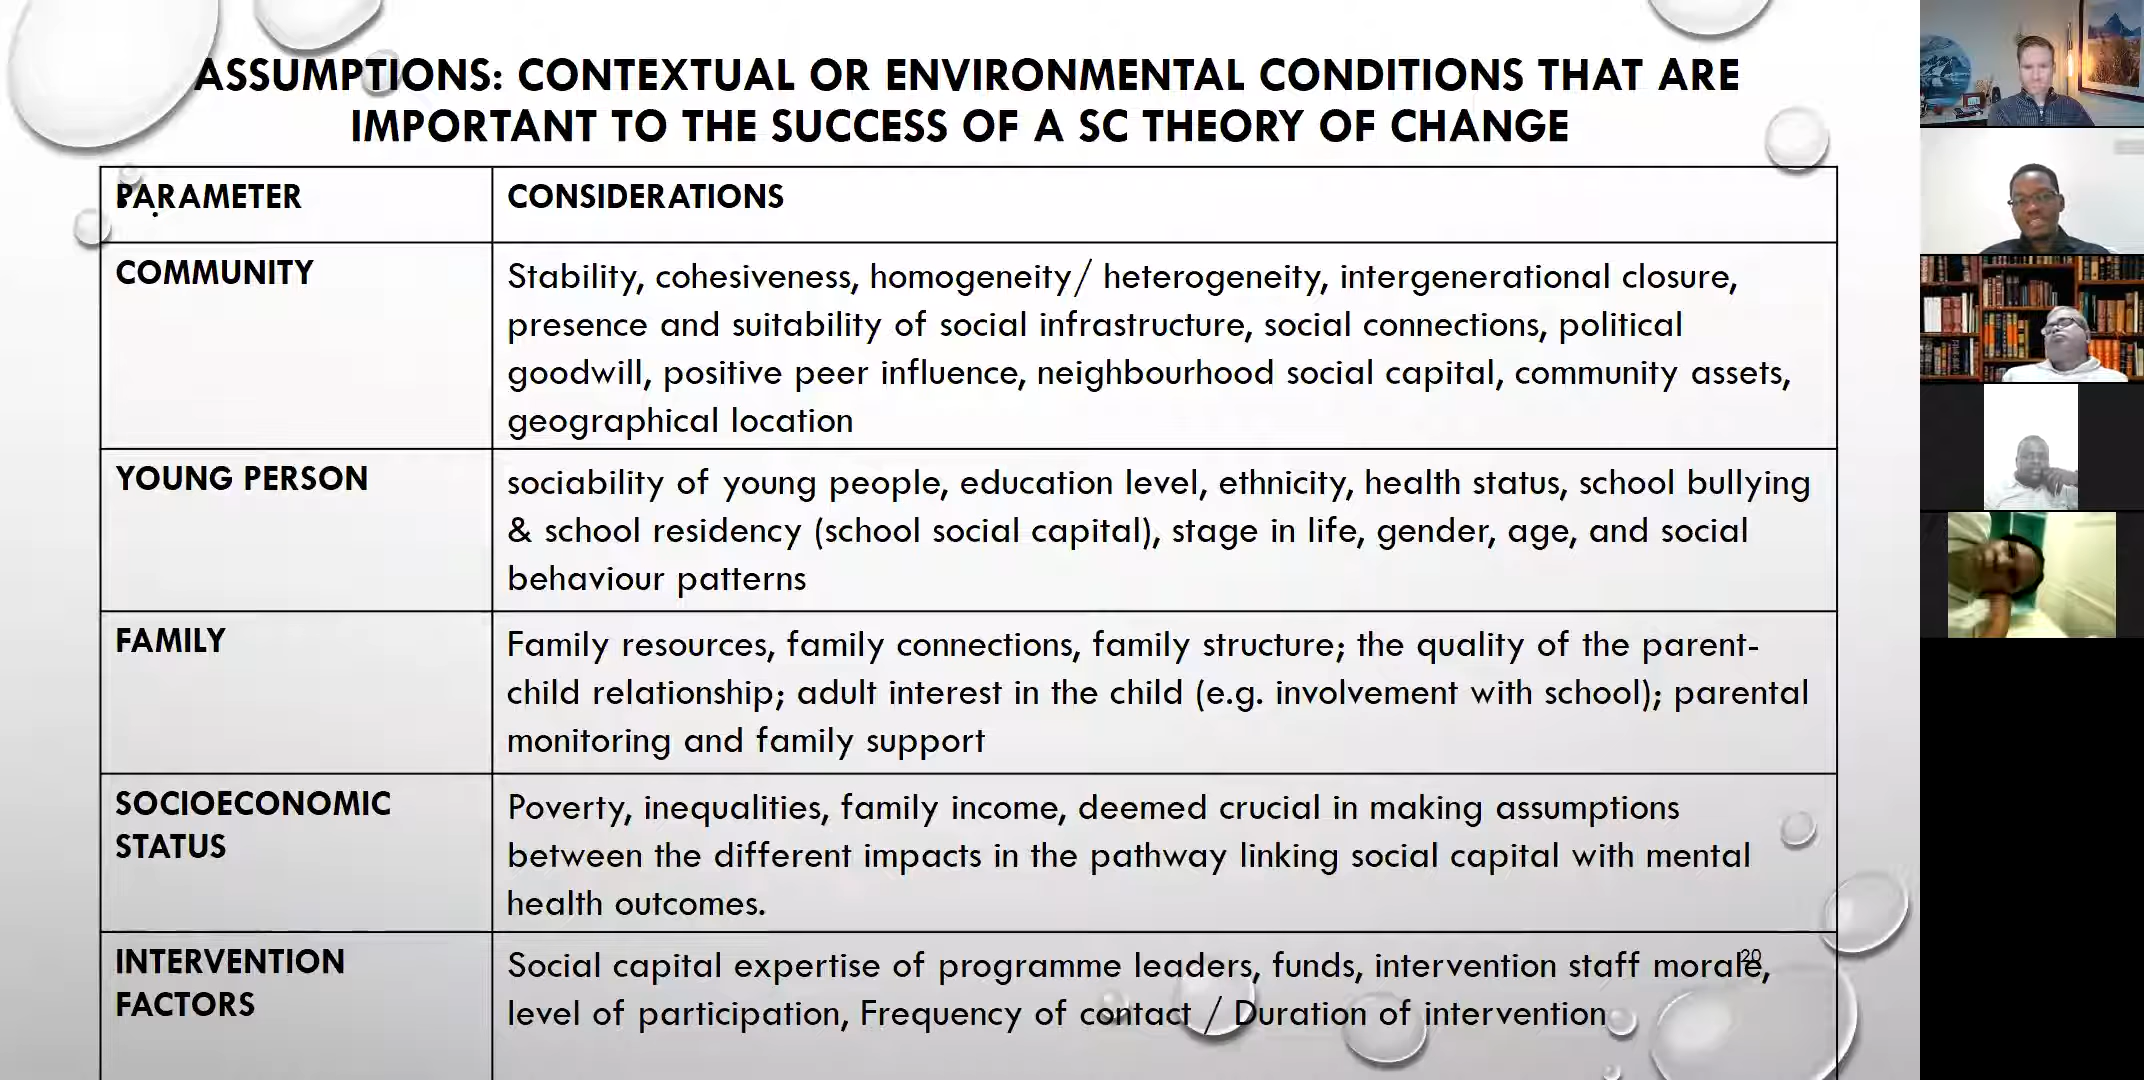 ASSUMPTIONS: CONTEXTUAL OR ENVIRONMENTAL CONDITIONS THAT ARE
IMPORTANT TO THE SUCCESS OF A SC THEORY OF CHANGE
PARAMETER
CONSIDERATIONS
COMMUNITY
Stability, cohesiveness, homogeneity/ heterogeneity, intergenerational closure,
presence and suitability of social infrastructure, social connections, political
goodwill, positive peer influence, neighbourhood social capital, community assets,
geographical location
YOUNG PERSON
sociability of young people, education level, ethnicity, health status, school bullying
& school residency (school social capital), stage in life, gender, age, and social
behaviour patterns
FAMILY
Family resources, family connections, family structure; the quality of the parent-
child relationship; adult interest in the child (e.g. involvement with school); parental
monitoring and family support
SOCIOECONOMIC
STATUS
Poverty, inequalities, family income, deemed crucial in making assumptions
between the different impacts in the pathway linking social capital with mental
health outcomes.
INTERVENTION
FACTORS
Social capital expertise of programme leaders, funds, intervention staff morale,
level of participation, Frequency of contact / Duration of intervention
20